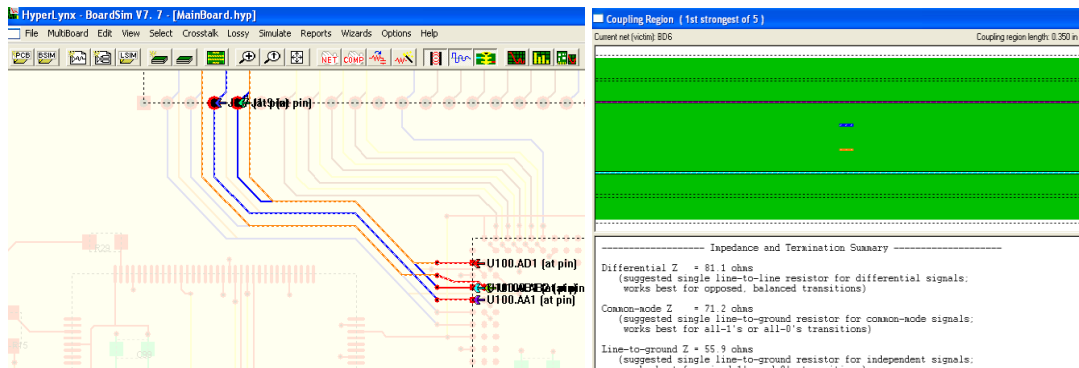 HyperLynx - BoardSim V7. 7 - [MainBoard.hyp]
File MultiBoard Edit View Select Crosstalk Lossy Simulate Reports Wizards Options Help
PCB BSIM LSIM NET COMP
(at pin)
U100.AD1 (at pin)
U100.AA1 (at pin)
Coupling Region ( 1st strongest of 5 )
Current net (victim): BD6 Coupling region length: 0.350 in
Impedance and Termination Summary
Differential Z = 81.1 ohms
(suggested single line-to-line resistor for differential signals;
works best for opposed, balanced transitions)
Common-mode Z = 71.2 ohms
(suggested single line-to-ground resistor for common-mode signals;
works best for all-1's or all-0's transitions)
Line-to-ground Z = 55.9 ohms
(suggested single line-to-ground resistor for independent signals;